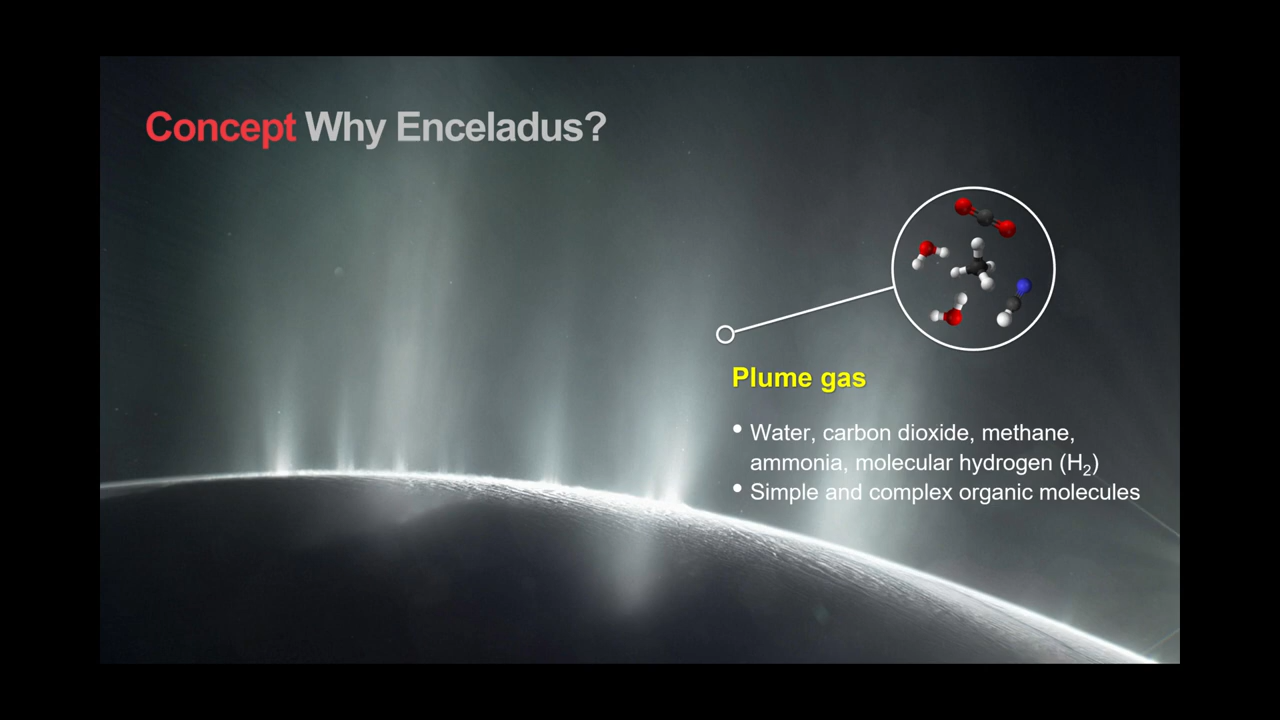 Concept Why Enceladus?
Plume gas
• Water, carbon dioxide, methane,
ammonia, molecular hydrogen (H₂)
• Simple and complex organic molecules